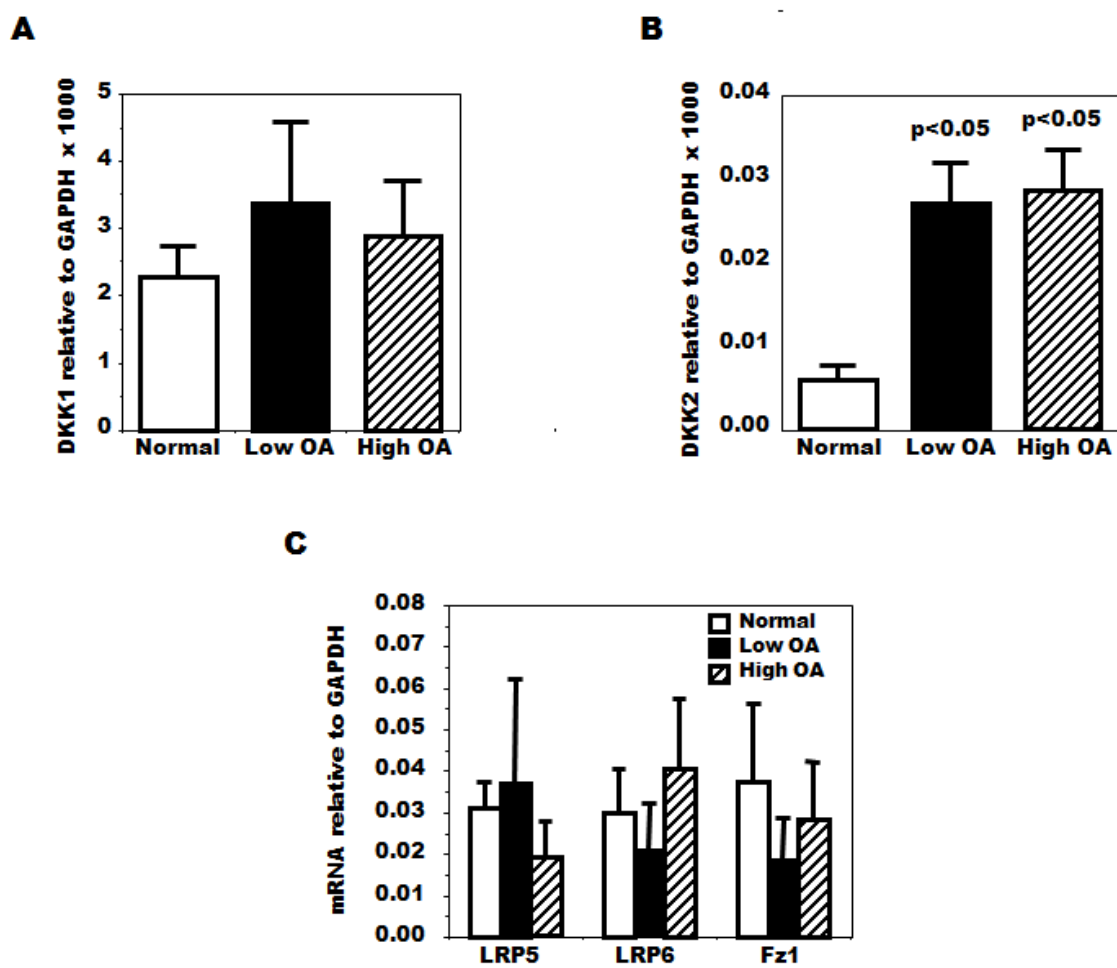 A
DKK1 relative to GAPDH x 1000
5
4
3
2
1
0
Normal Low OA High OA
B
DKK2 relative to GAPDH x 1000
0.04
0.03
0.02
0.01
0.00
p<0.05 p<0.05
Normal Low OA High OA
C
mRNA relative to GAPDH
0.08
0.07
0.06
0.05
0.04
0.03
0.02
0.01
0.00
Normal
Low OA
High OA
LRP5 LRP6 Fz1